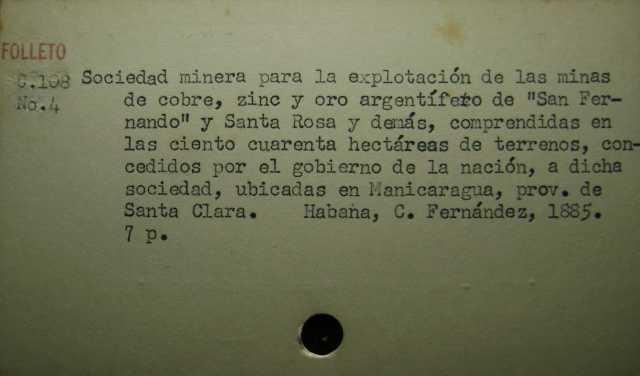 FOLLETO
C.108 Sociedad minera para la explotación de las minas
No.4 de cobre, zinc y oro argentífeto de "San Fer-
nando" y Santa Rosa y demás, comprendidas en
las ciento cuarenta hectáreas de terrenos, con-
cedidos por el gobierno de la nación, a dicha
sociedad, ubicadas en Manicaragua, prov. de
Santa Clara. Habana, C. Fernández, 1885.
7 p.